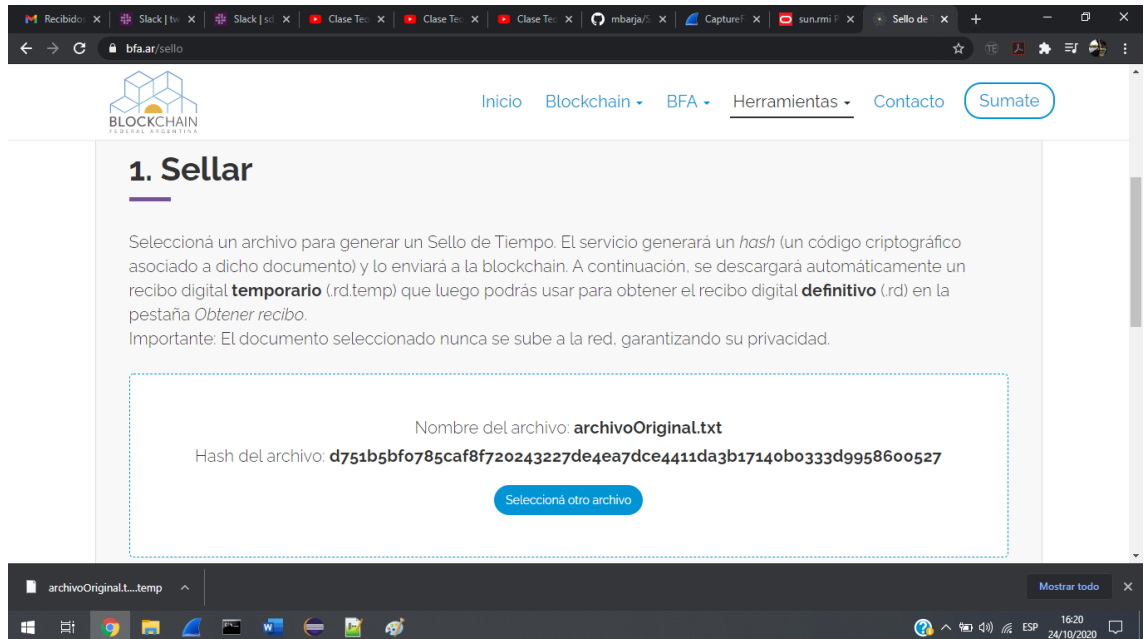 Recibidos
Slack | tw
Slack | sd
Clase Teo
Clase Teo
Clase Teo
mbarja/S
CaptureF
sun.rmi P
Sello de T
bfa.ar/sello
BLOCKCHAIN
FEDERAL ARGENTINA
Inicio
Blockchain
BFA
Herramientas
Contacto
Sumate
1. Sellar
Seleccioná un archivo para generar un Sello de Tiempo. El servicio generará un hash (un código criptográfico
asociado a dicho documento) y lo enviará a la blockchain. A continuación, se descargará automáticamente un
recibo digital temporario (.rd.temp) que luego podrás usar para obtener el recibo digital definitivo (.rd) en la
pestaña Obtener recibo.
Importante: El documento seleccionado nunca se sube a la red, garantizando su privacidad.
Nombre del archivo: archivoOriginal.txt
Hash del archivo: d751b5bf0785caf8f720243227de4ea7dce4411da3b17140b0333d9958600527
Seleccioná otro archivo
archivoOriginal.t....temp
Mostrar todo
ESP
16:20
24/10/2020